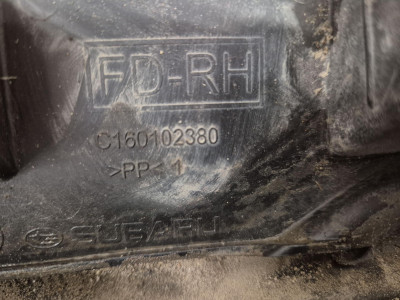 FD-RH
C160102380
>PP< 1
SUBARU